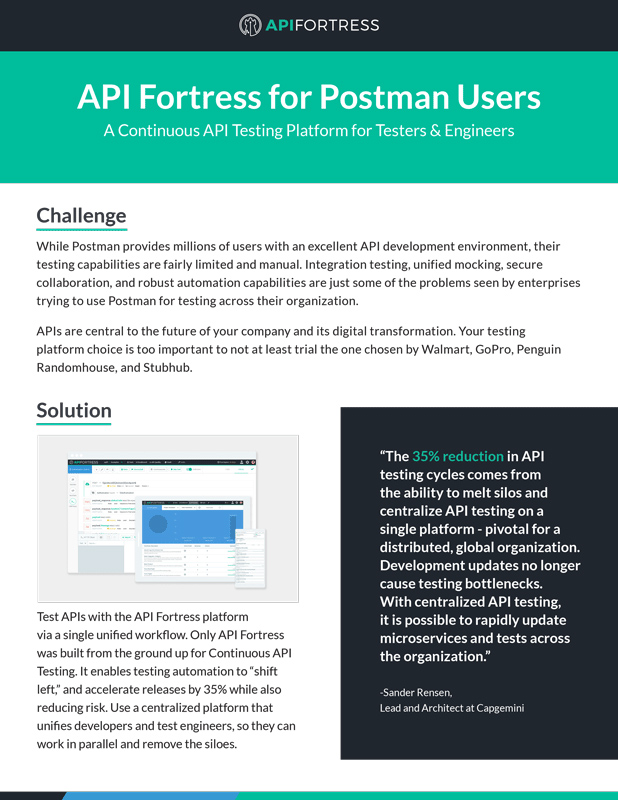 APIFORTRESS
API Fortress for Postman Users
A Continuous API Testing Platform for Testers & Engineers
Challenge
While Postman provides millions of users with an excellent API development environment, their
testing capabilities are fairly limited and manual. Integration testing, unified mocking, secure
collaboration, and robust automation capabilities are just some of the problems seen by enterprises
trying to use Postman for testing across their organization.
APIs are central to the future of your company and its digital transformation. Your testing
platform choice is too important to not at least trial the one chosen by Walmart, GoPro, Penguin
Randomhouse, and Stubhub.
Solution
APIFORTRESS
Test APIs with the API Fortress platform
via a single unified workflow. Only API Fortress
was built from the ground up for Continuous API
Testing. It enables testing automation to “shift
left,” and accelerate releases by 35% while also
reducing risk. Use a centralized platform that
unifies developers and test engineers, so they can
work in parallel and remove the siloes.
“The 35% reduction in API
testing cycles comes from
the ability to melt silos and
centralize API testing on a
single platform - pivotal for a
distributed, global organization.
Development updates no longer
cause testing bottlenecks.
With centralized API testing,
it is possible to rapidly update
microservices and tests across
the organization.”
-Sander Rensen,
Lead and Architect at Capgemini